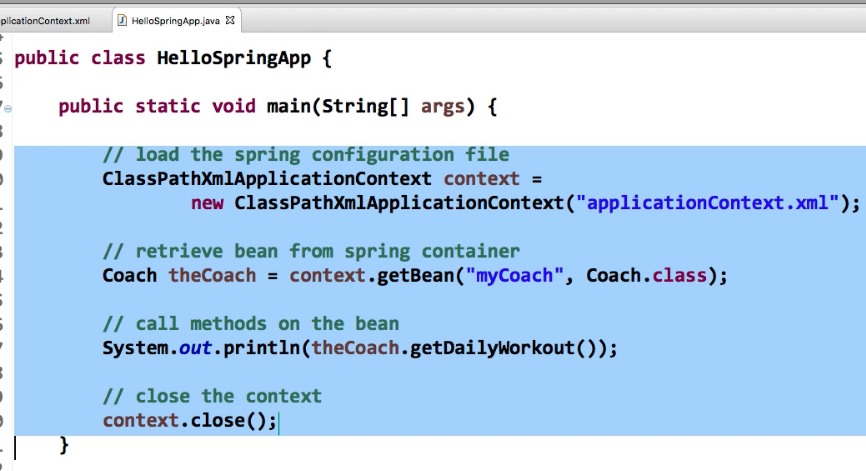 plicationContext.xml
HelloSpringApp.java
public class HelloSpringApp {
public static void main(String[] args) {
// load the spring configuration file
ClassPathXmlApplicationContext context =
new ClassPathXmlApplicationContext("applicationContext.xml");
// retrieve bean from spring container
Coach theCoach = context.getBean("myCoach", Coach.class);
// call methods on the bean
System.out.println(theCoach.getDailyWorkout());
// close the context
context.close();
}